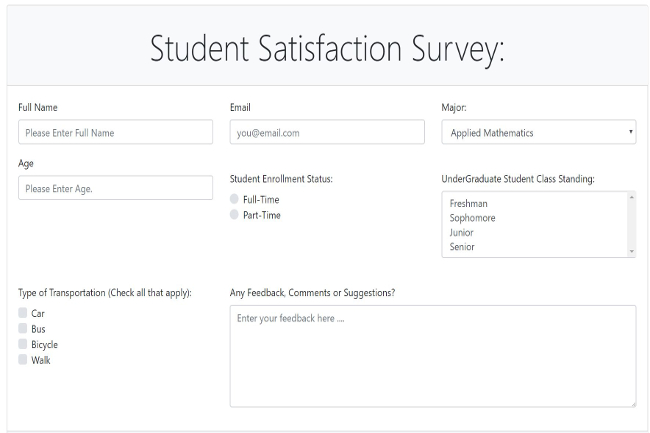 Student Satisfaction Survey:
Full Name
Please Enter Full Name
Email
you@email.com
Major:
Applied Mathematics
Age
Please Enter Age.
Student Enrollment Status:
Full-Time
Part-Time
UnderGraduate Student Class Standing:
Freshman
Sophomore
Junior
Senior
Type of Transportation (Check all that apply):
Car
Bus
Bicycle
Walk
Any Feedback, Comments or Suggestions?
Enter your feedback here ....